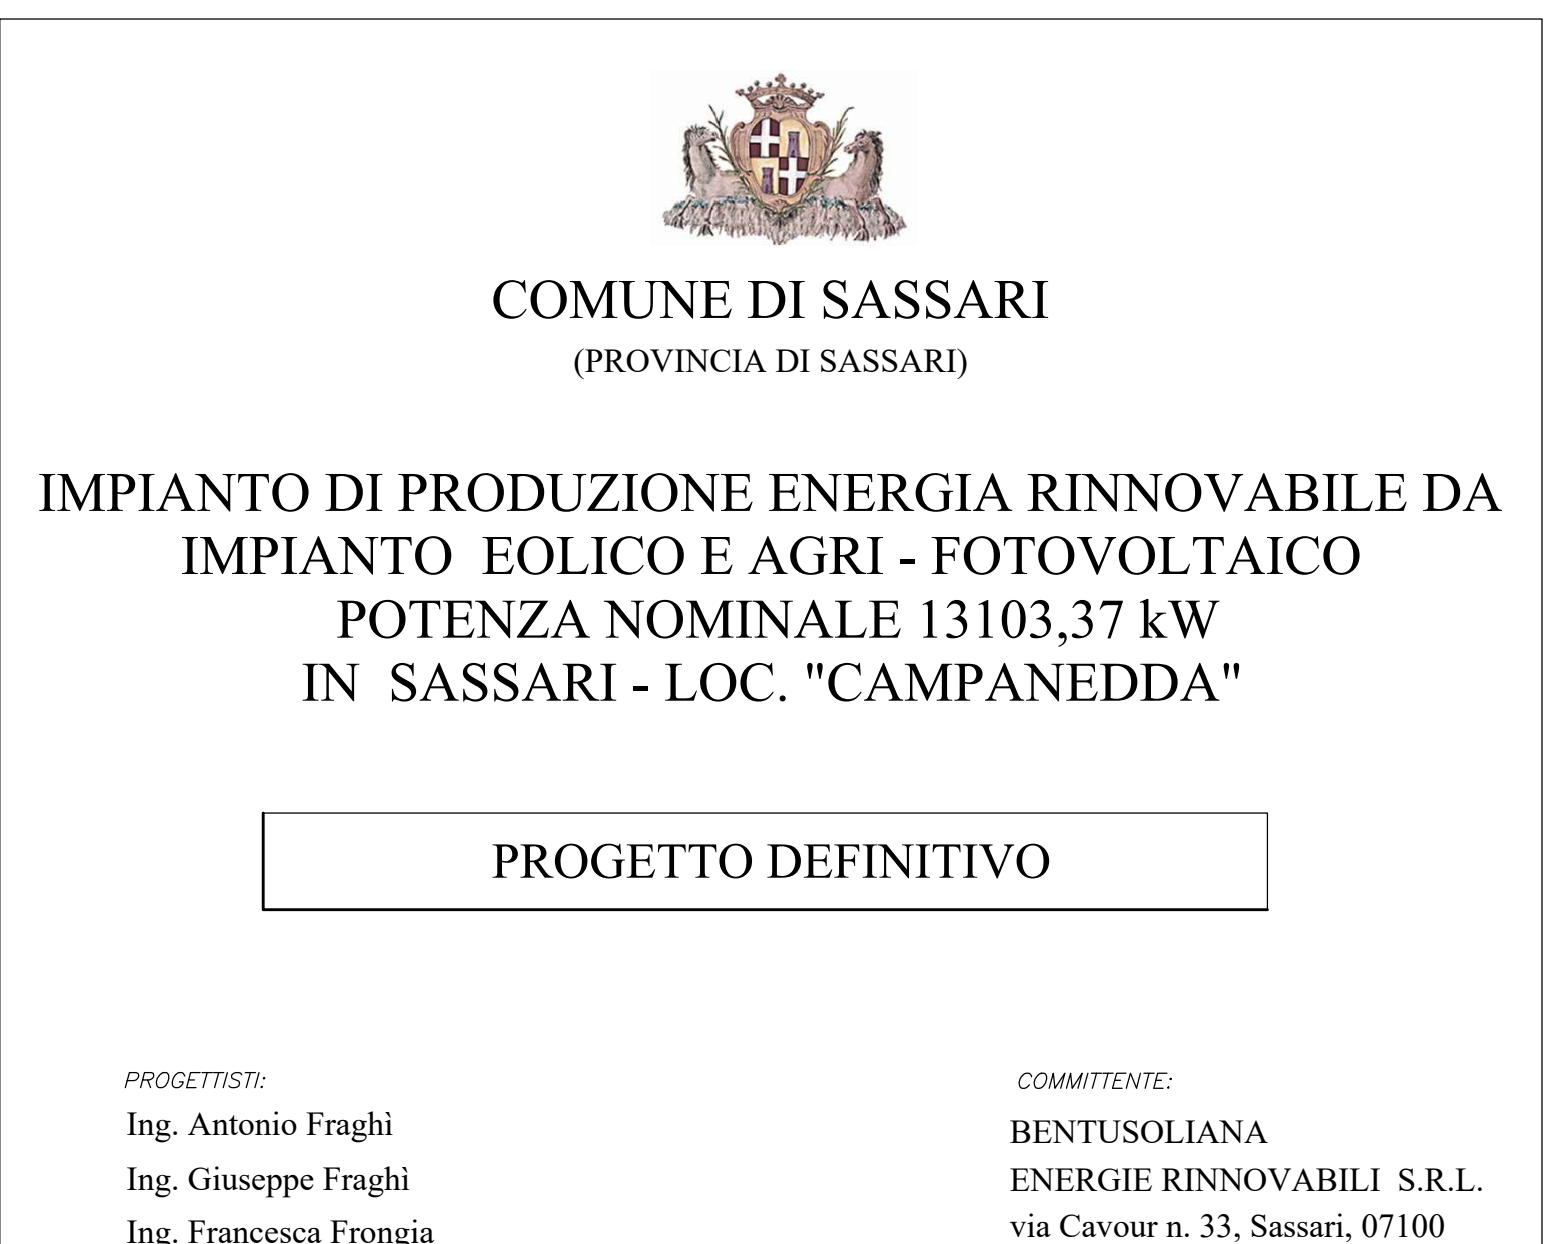 COMUNE DI SASSARI
(PROVINCIA DI SASSARI)
IMPIANTO DI PRODUZIONE ENERGIA RINNOVABILE DA
IMPIANTO EOLICO E AGRI - FOTOVOLTAICO
POTENZA NOMINALE 13103,37 kW
IN SASSARI - LOC. "CAMPANEDDA"
PROGETTO DEFINITIVO
PROGETTISTI:
Ing. Antonio Fraghì
Ing. Giuseppe Fraghì
Ing. Francesca Frongia
COMMITTENTE:
BENTUSOLIANA
ENERGIE RINNOVABILI S.R.L.
via Cavour n. 33, Sassari, 07100